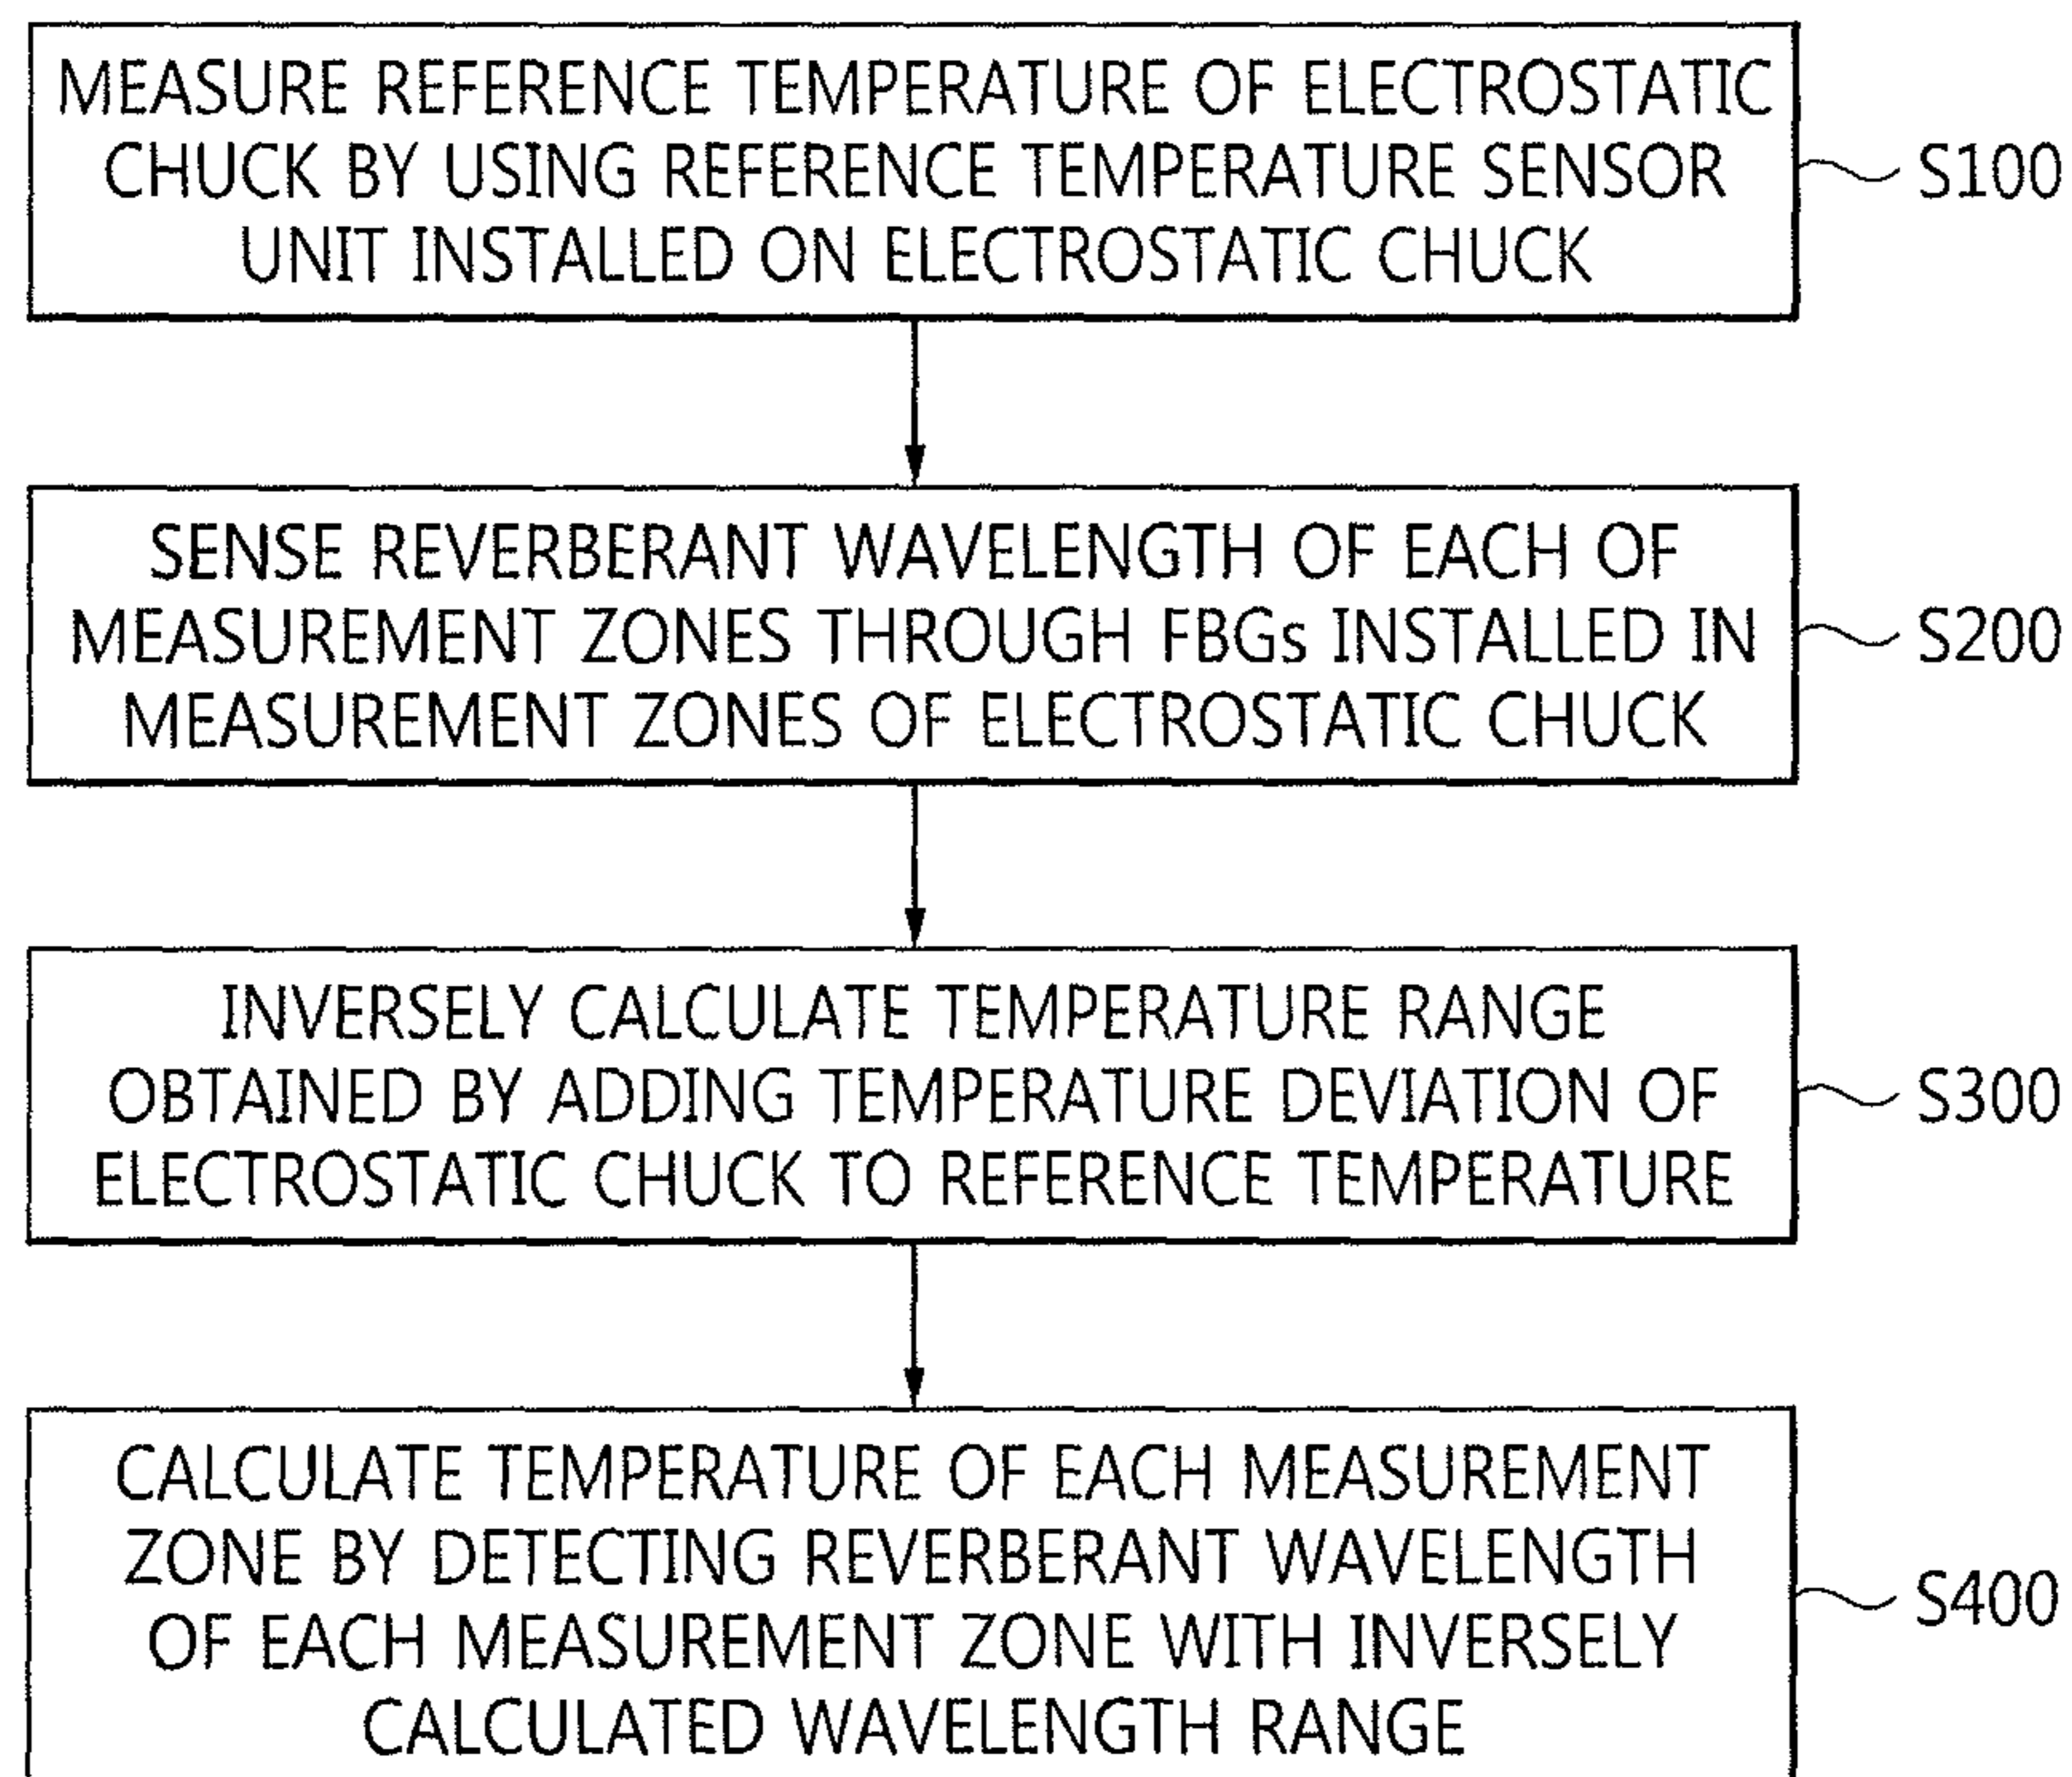 MEASURE REFERENCE TEMPERATURE OF ELECTROSTATIC
CHUCK BY USING REFERENCE TEMPERATURE SENSOR
UNIT INSTALLED ON ELECTROSTATIC CHUCK
S100
SENSE REVERBERANT WAVELENGTH OF EACH OF
MEASUREMENT ZONES THROUGH FBGs INSTALLED IN
MEASUREMENT ZONES OF ELECTROSTATIC CHUCK
S200
INVERSELY CALCULATE TEMPERATURE RANGE
OBTAINED BY ADDING TEMPERATURE DEVIATION OF
ELECTROSTATIC CHUCK TO REFERENCE TEMPERATURE
S300
CALCULATE TEMPERATURE OF EACH MEASUREMENT
ZONE BY DETECTING REVERBERANT WAVELENGTH
OF EACH MEASUREMENT ZONE WITH INVERSELY
CALCULATED WAVELENGTH RANGE
S400